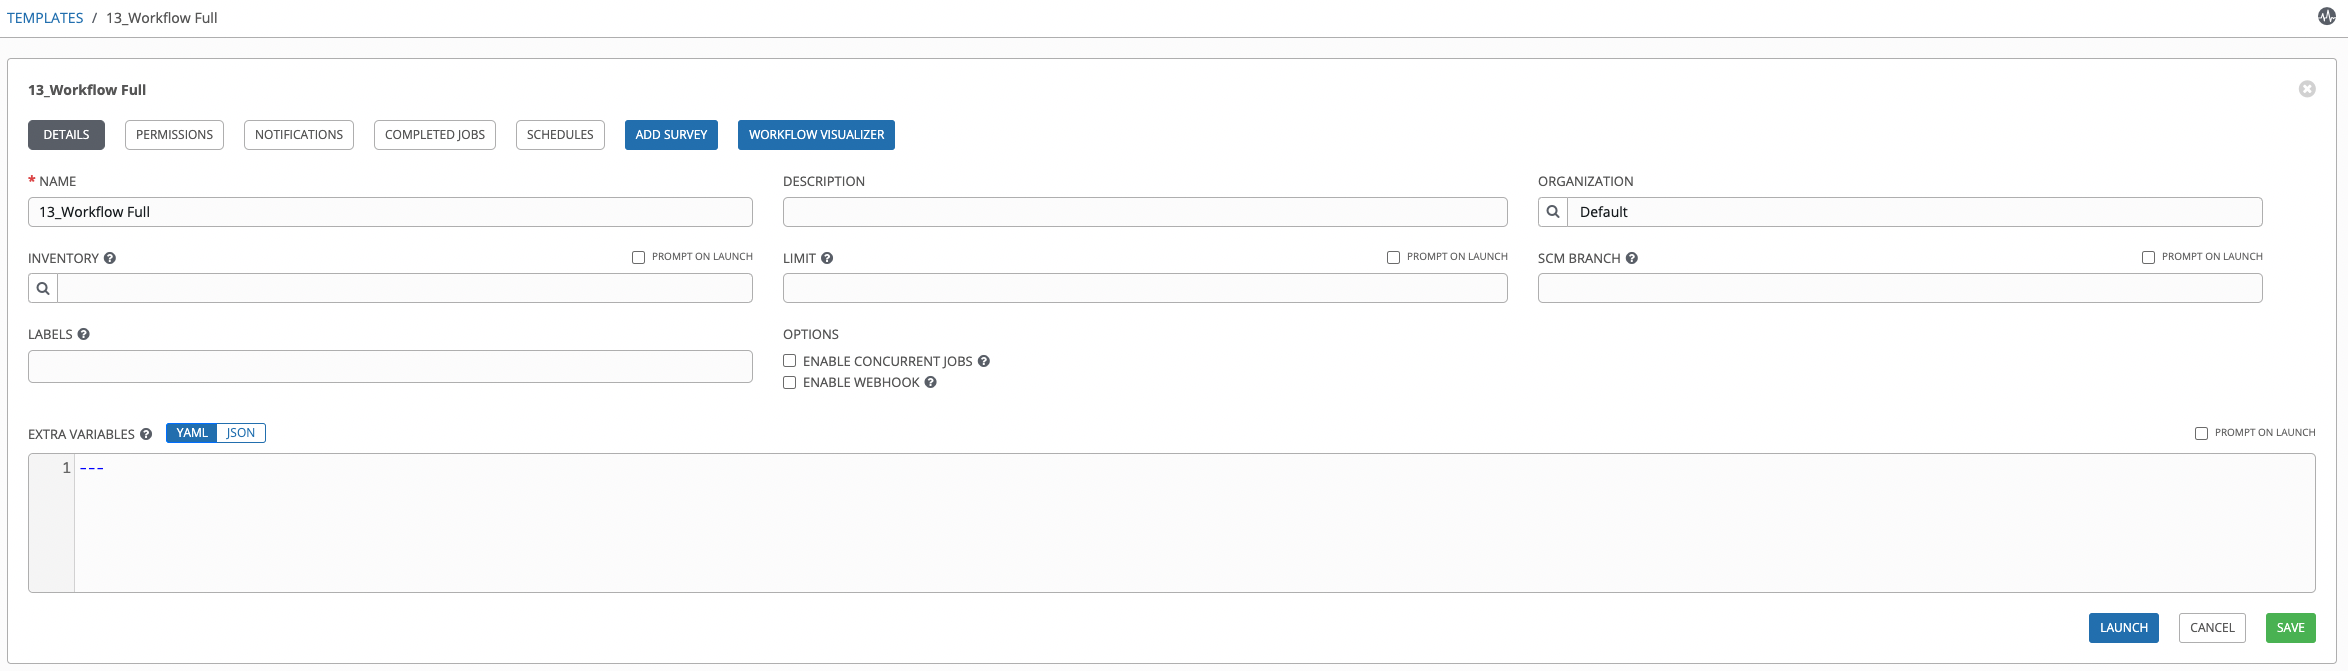 TEMPLATES / 13_Workflow Full
13_Workflow Full
DETAILS PERMISSIONS NOTIFICATIONS COMPLETED JOBS SCHEDULES ADD SURVEY WORKFLOW VISUALIZER
* NAME DESCRIPTION ORGANIZATION
13_Workflow Full Default
INVENTORY PROMPT ON LAUNCH LIMIT PROMPT ON LAUNCH SCM BRANCH PROMPT ON LAUNCH
LABELS OPTIONS
ENABLE CONCURRENT JOBS
ENABLE WEBHOOK
EXTRA VARIABLES YAML JSON PROMPT ON LAUNCH
1 ---
LAUNCH CANCEL SAVE